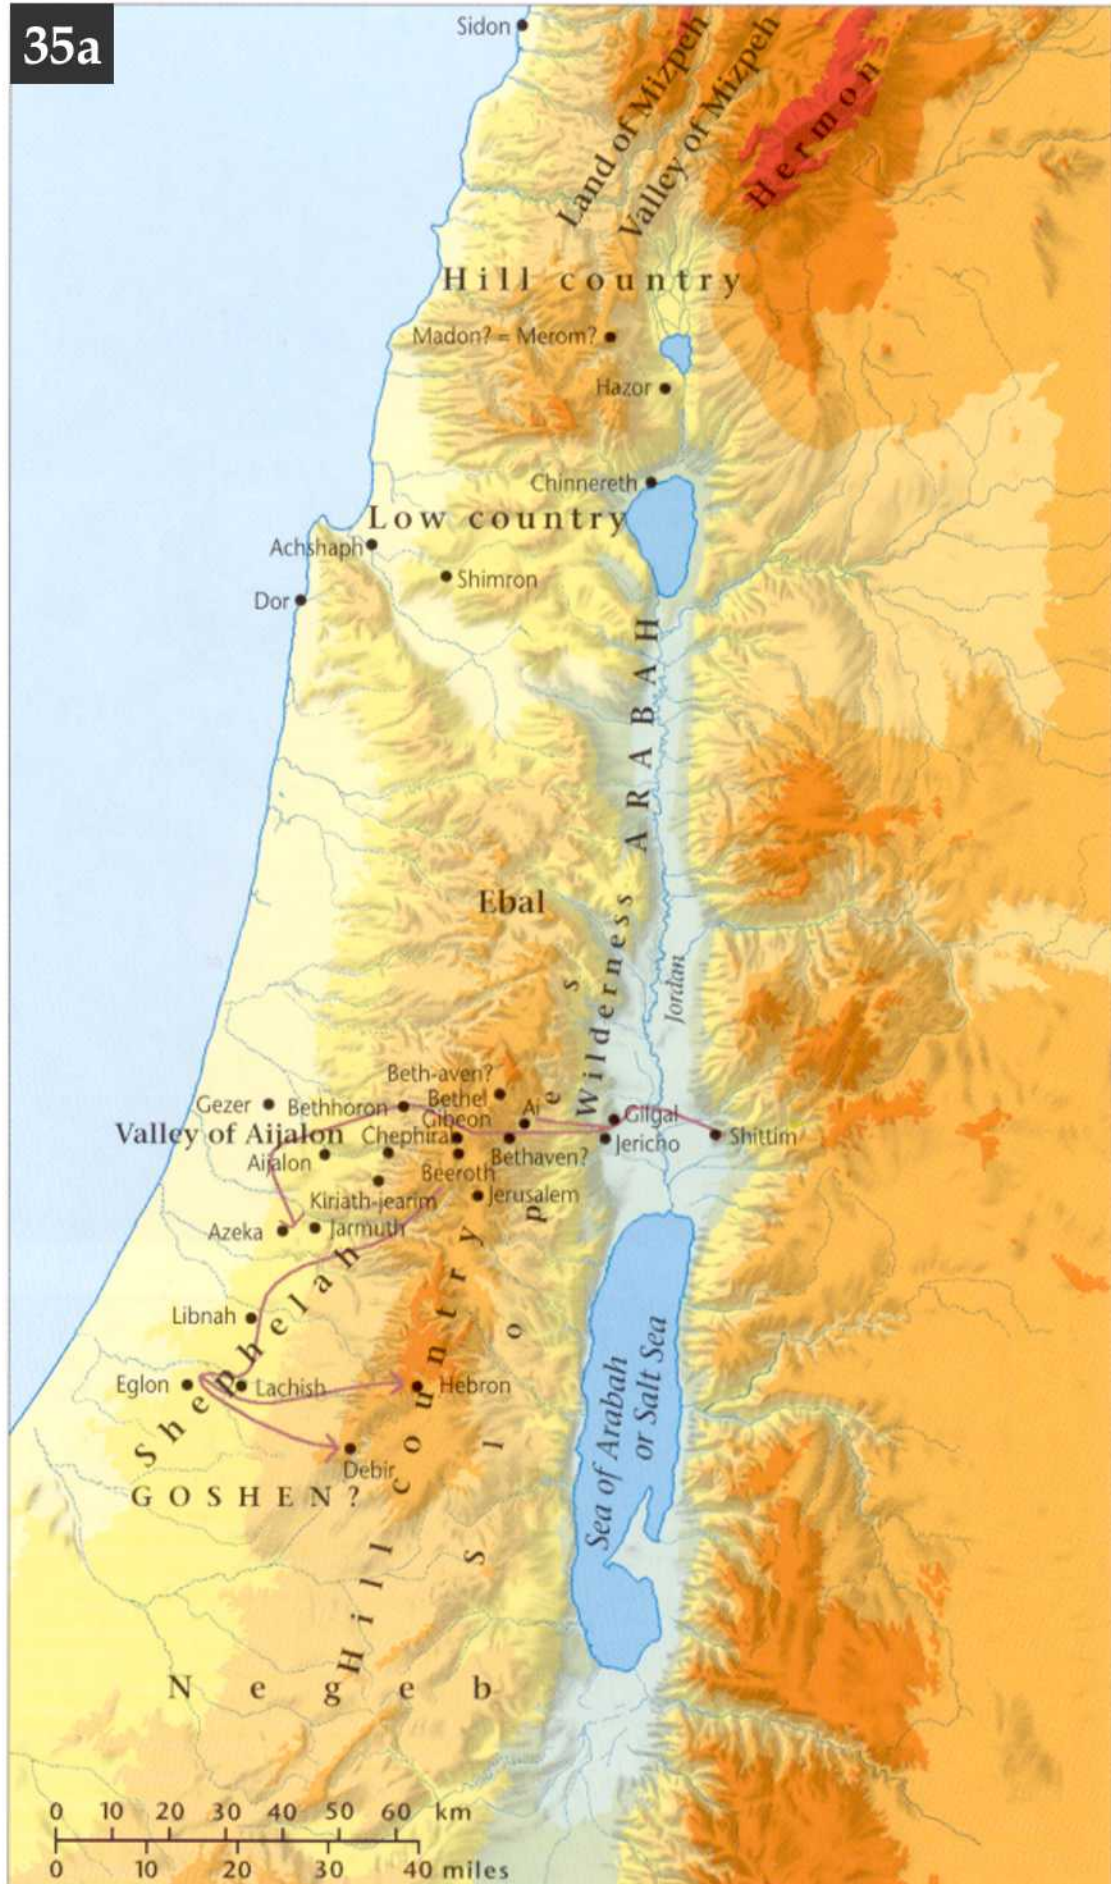 35a
Sidon
Land of Mizpeh
Valley of Mizpeh
Hermon
Hill country
Madon? = Merom?
Hazor
Chinnereth
Low country
Achshaph
Shimron
Dor
ARABAH
Ebal
Wilderness
Jordan
Beth-aven?
Bethel
Gezer
Bethhoron
Gibeon
Ai
Gilgal
Valley of Aijalon
Chephira
Shittim
Jericho
Aijalon
Beeroth
Bethaven?
Kirjath-jearim
Jerusalem
Azeka
Jarmuth
Libnah
Shephelah
Eglon
Lachish
Hebron
Debir
GOSHEN?
Hill country
Slopes
Sea of Arabah
or Salt Sea
Negeb
0 10 20 30 40 50 60 km
0 10 20 30 40 miles